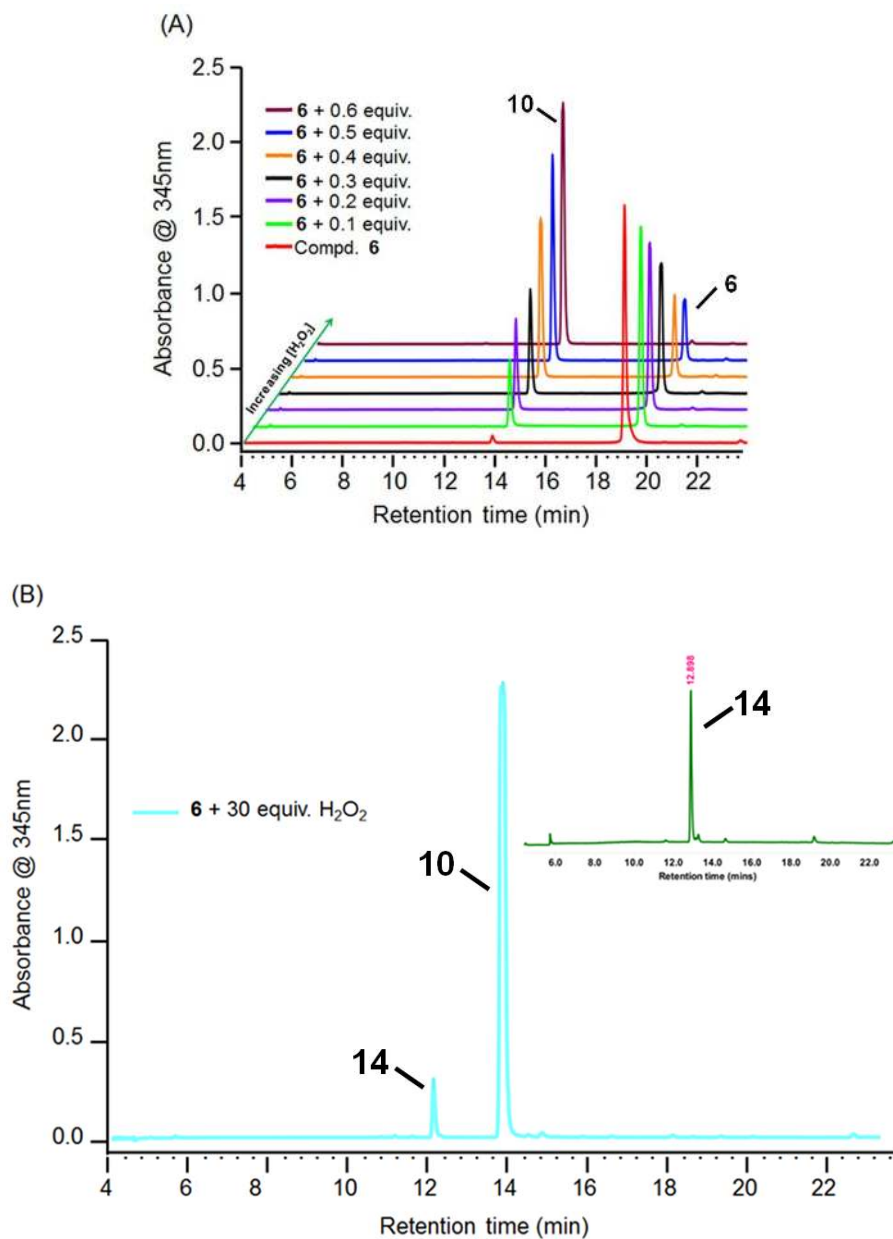 (A)
2.5
2.0
1.5
1.0
0.5
0.0
Absorbance @ 345nm
6 + 0.6 equiv.
6 + 0.5 equiv.
6 + 0.4 equiv.
6 + 0.3 equiv.
6 + 0.2 equiv.
6 + 0.1 equiv.
Compd. 6
Increasing [H₂O₂]
10
6
4 6 8 10 12 14 16 18 20 22
Retention time (min)
(B)
2.5
2.0
1.5
1.0
0.5
0.0
Absorbance @ 345nm
6 + 30 equiv. H₂O₂
10
14
12.898
14
6.0 8.0 10.0 12.0 14.0 16.0 18.0 20.0 22.0
Retention time (mins)
4 6 8 10 12 14 16 18 20 22
Retention time (min)